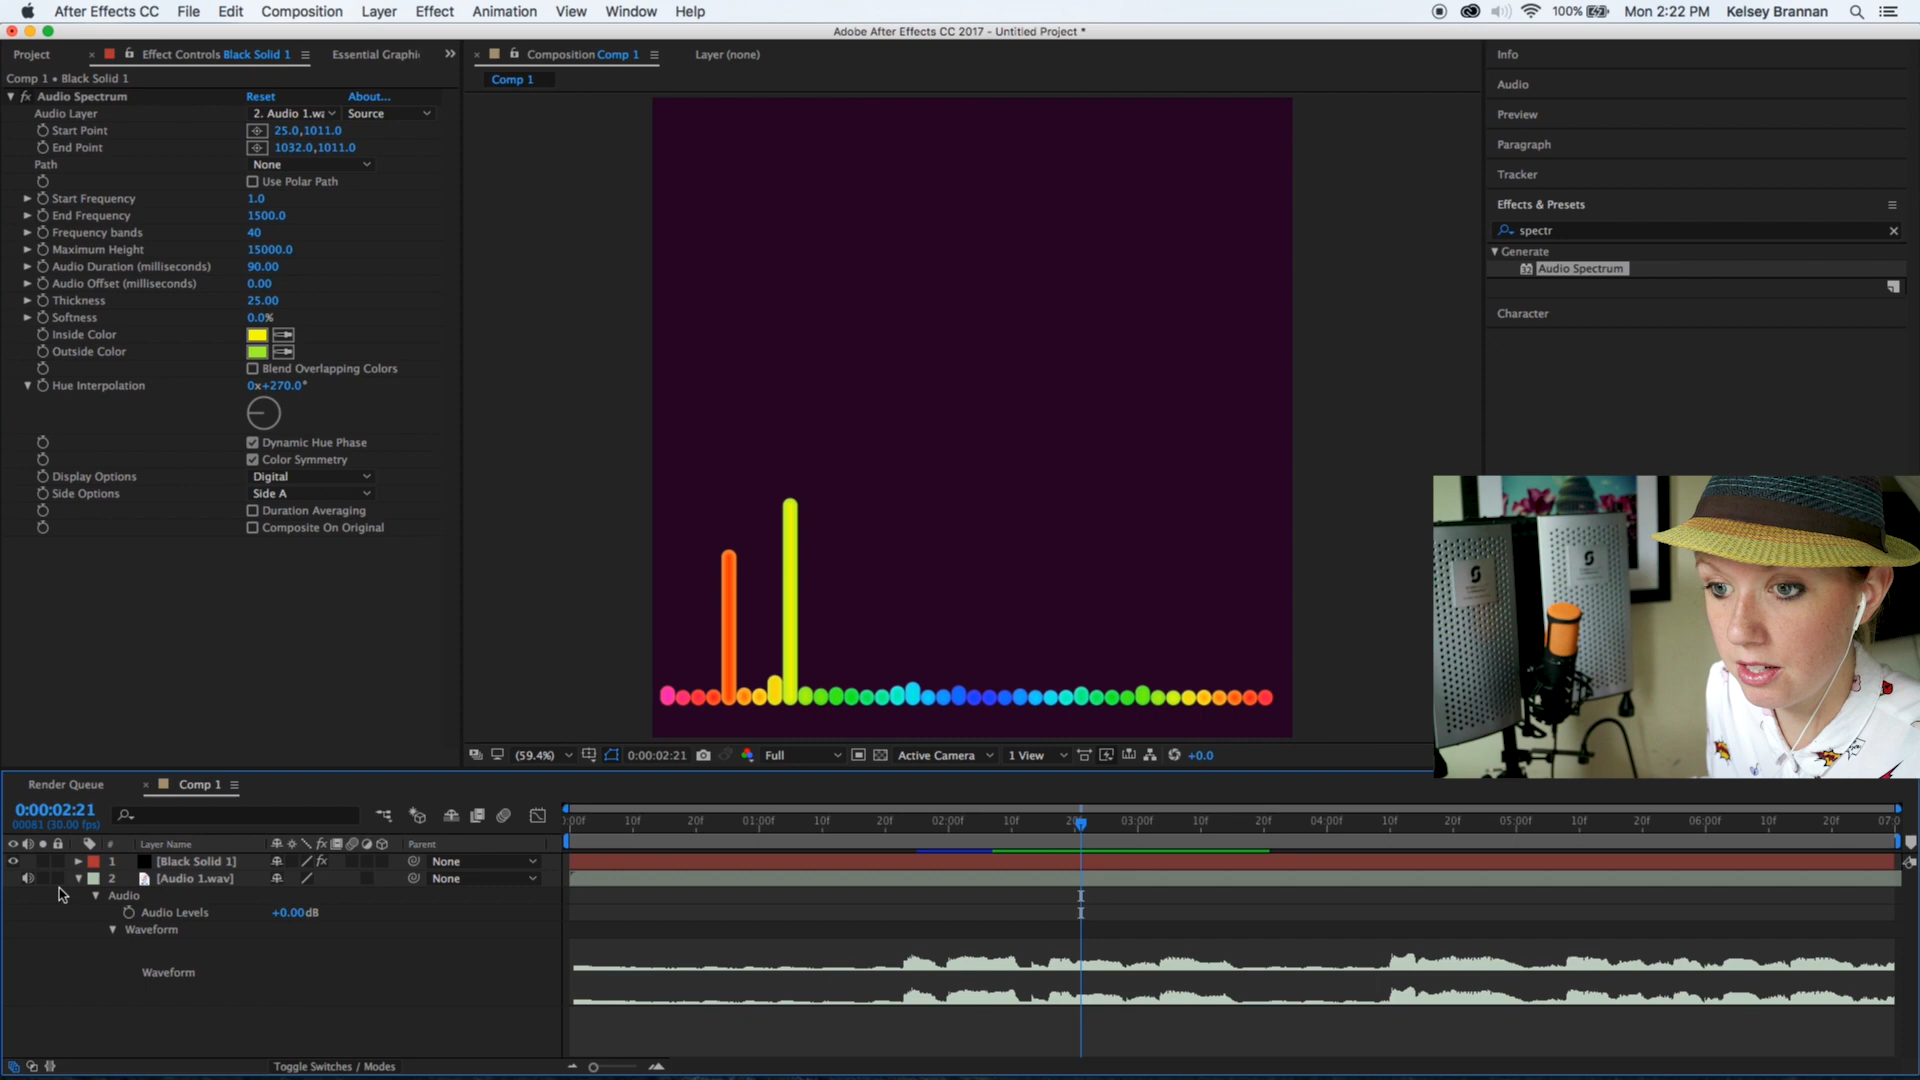 After Effects CC File Edit Composition Layer Effect Animation View Window Help 100% Mon 2:22 PM Kelsey Brannan
Adobe After Effects CC 2017 - Untitled Project *
Project × Effect Controls Black Solid 1 Essential Graphi
Comp 1 • Black Solid 1
fx Audio Spectrum Reset About...
Audio Layer 2. Audio 1.wa Source
Start Point 25.0,1011.0
End Point 1032.0,1011.0
Path None
Use Polar Path
Start Frequency 1.0
End Frequency 1500.0
Frequency bands 40
Maximum Height 15000.0
Audio Duration (milliseconds) 90.00
Audio Offset (milliseconds) 0.00
Thickness 25.00
Softness 0.0%
Inside Color
Outside Color
Blend Overlapping Colors
Hue Interpolation 0x+270.0°
Dynamic Hue Phase
Color Symmetry
Display Options Digital
Side Options Side A
Duration Averaging
Composite On Original
× Composition Comp 1 Layer (none)
Comp 1
(59.4%) 0:00:02:21 Full Active Camera 1 View +0.0
Info
Audio
Preview
Paragraph
Tracker
Effects & Presets
spectr
Generate
32 Audio Spectrum
Character
Render Queue × Comp 1
0:00:02:21
00081 (30.00 fps)
:00f 10f 20f 01:00f 10f 20f 02:00f 10f 20 03:00f 10f 20f 04:00f 10f 20f 05:00f 10f 20f 06:00f 10f 20f 07:0
# Layer Name fx Parent
1 [Black Solid 1] fx None
2 [Audio 1.wav] None
Audio
Audio Levels +0.00dB
Waveform
Waveform
Toggle Switches / Modes